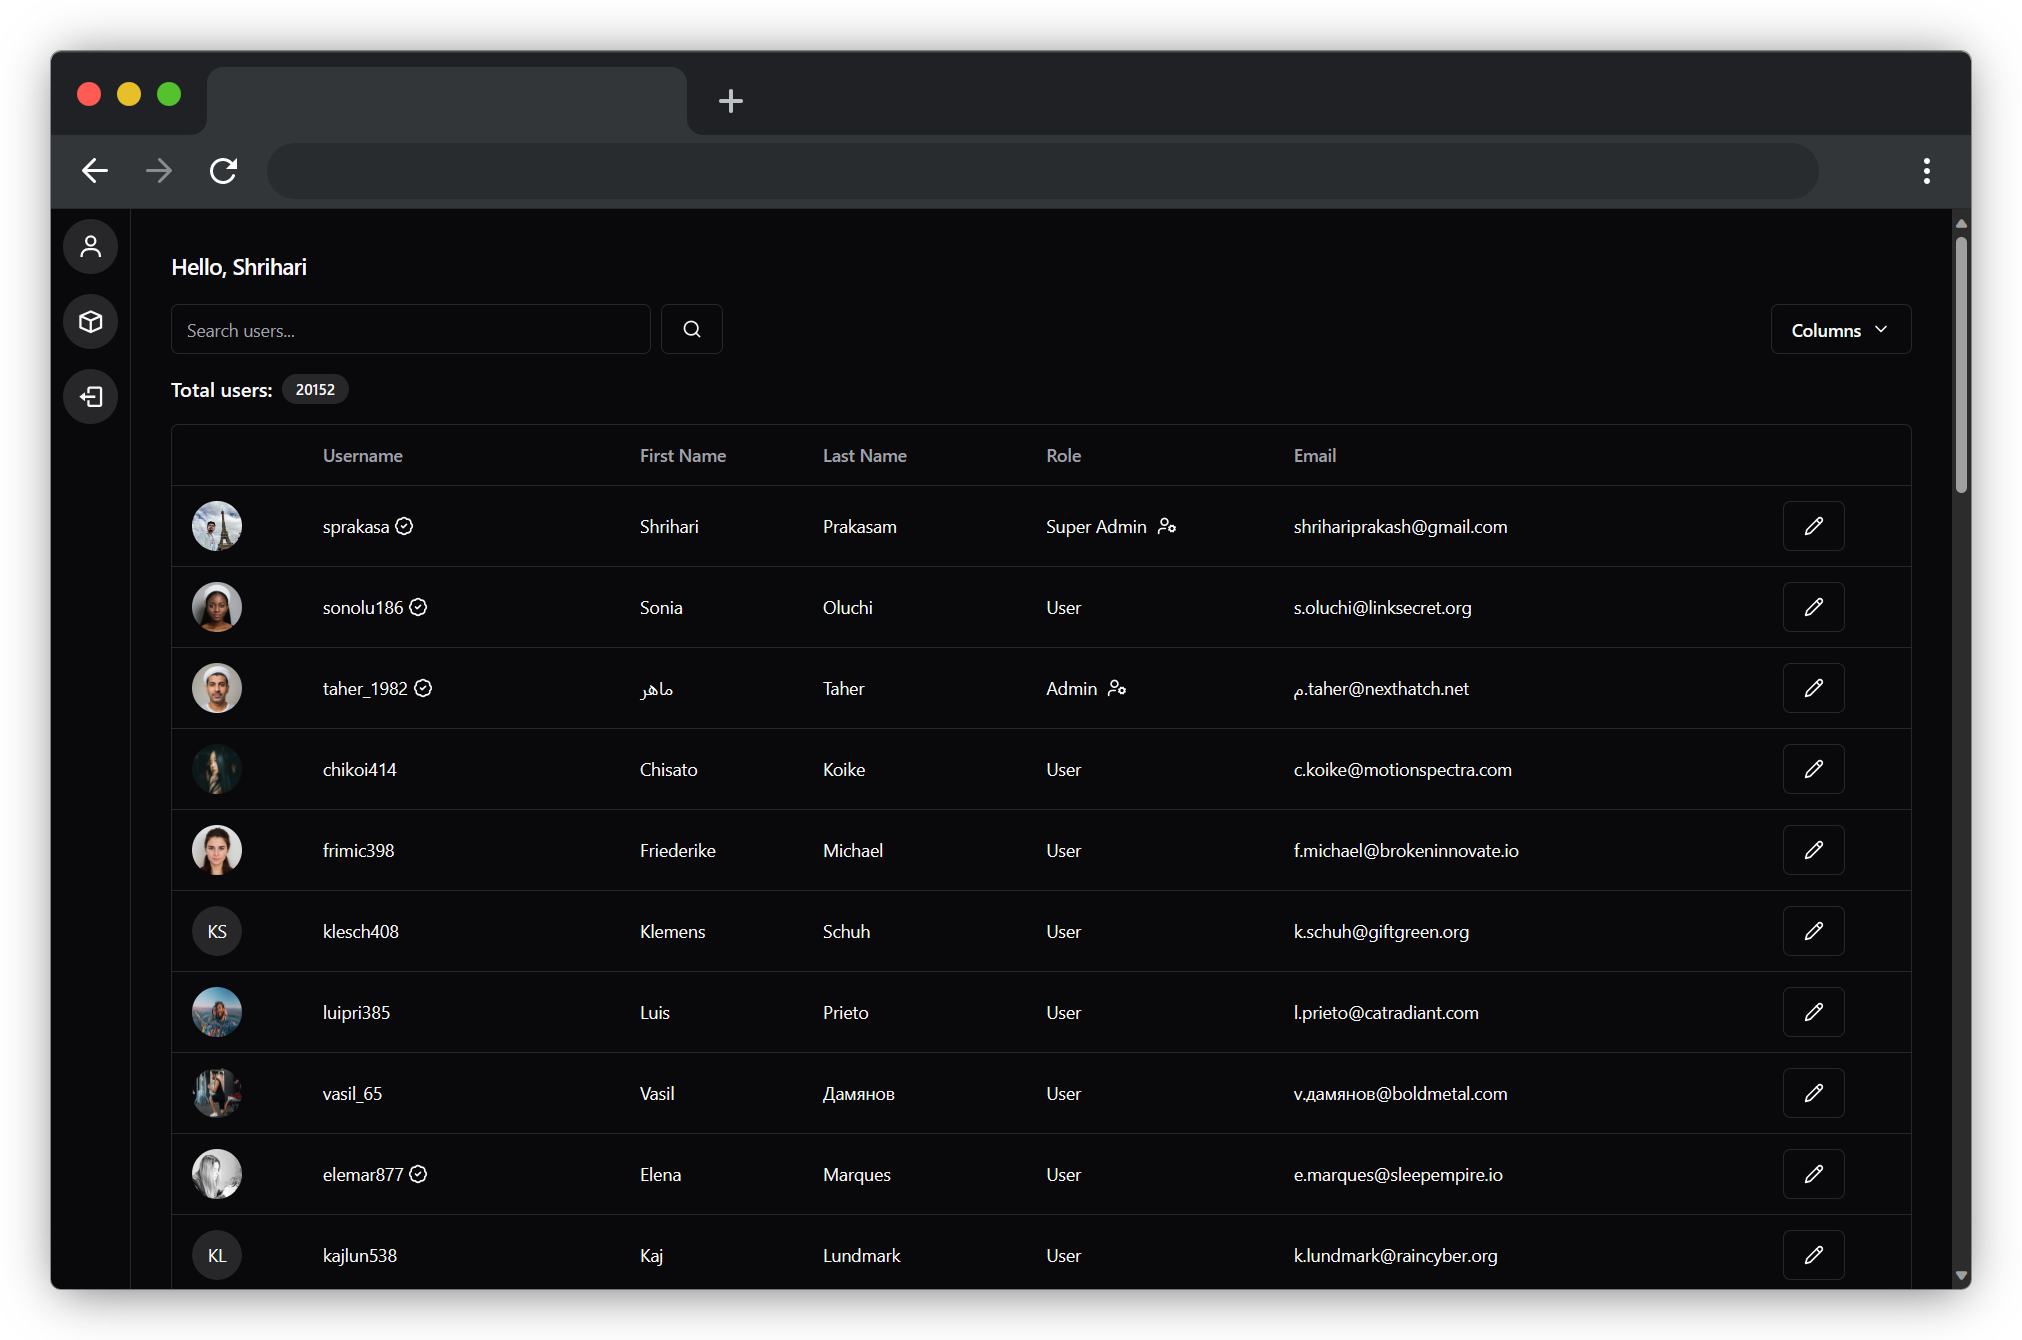 Hello, Shrihari
Search users...
Columns
Total users: 20152
Username First Name Last Name Role Email
sprakasa Shrihari Prakasam Super Admin shrihariprakash@gmail.com
sonolu186 Sonia Oluchi User s.oluchi@linksecret.org
taher_1982 ماهر Taher Admin م.taher@nexthatch.net
chikoi414 Chisato Koike User c.koike@motionspectra.com
frimic398 Friederike Michael User f.michael@brokeninnovate.io
KS klesch408 Klemens Schuh User k.schuh@giftgreen.org
luipri385 Luis Prieto User l.prieto@catradiant.com
vasil_65 Vasil Дамянов User v.дамянов@boldmetal.com
elemar877 Elena Marques User e.marques@sleepempire.io
KL kajlun538 Kaj Lundmark User k.lundmark@raincyber.org